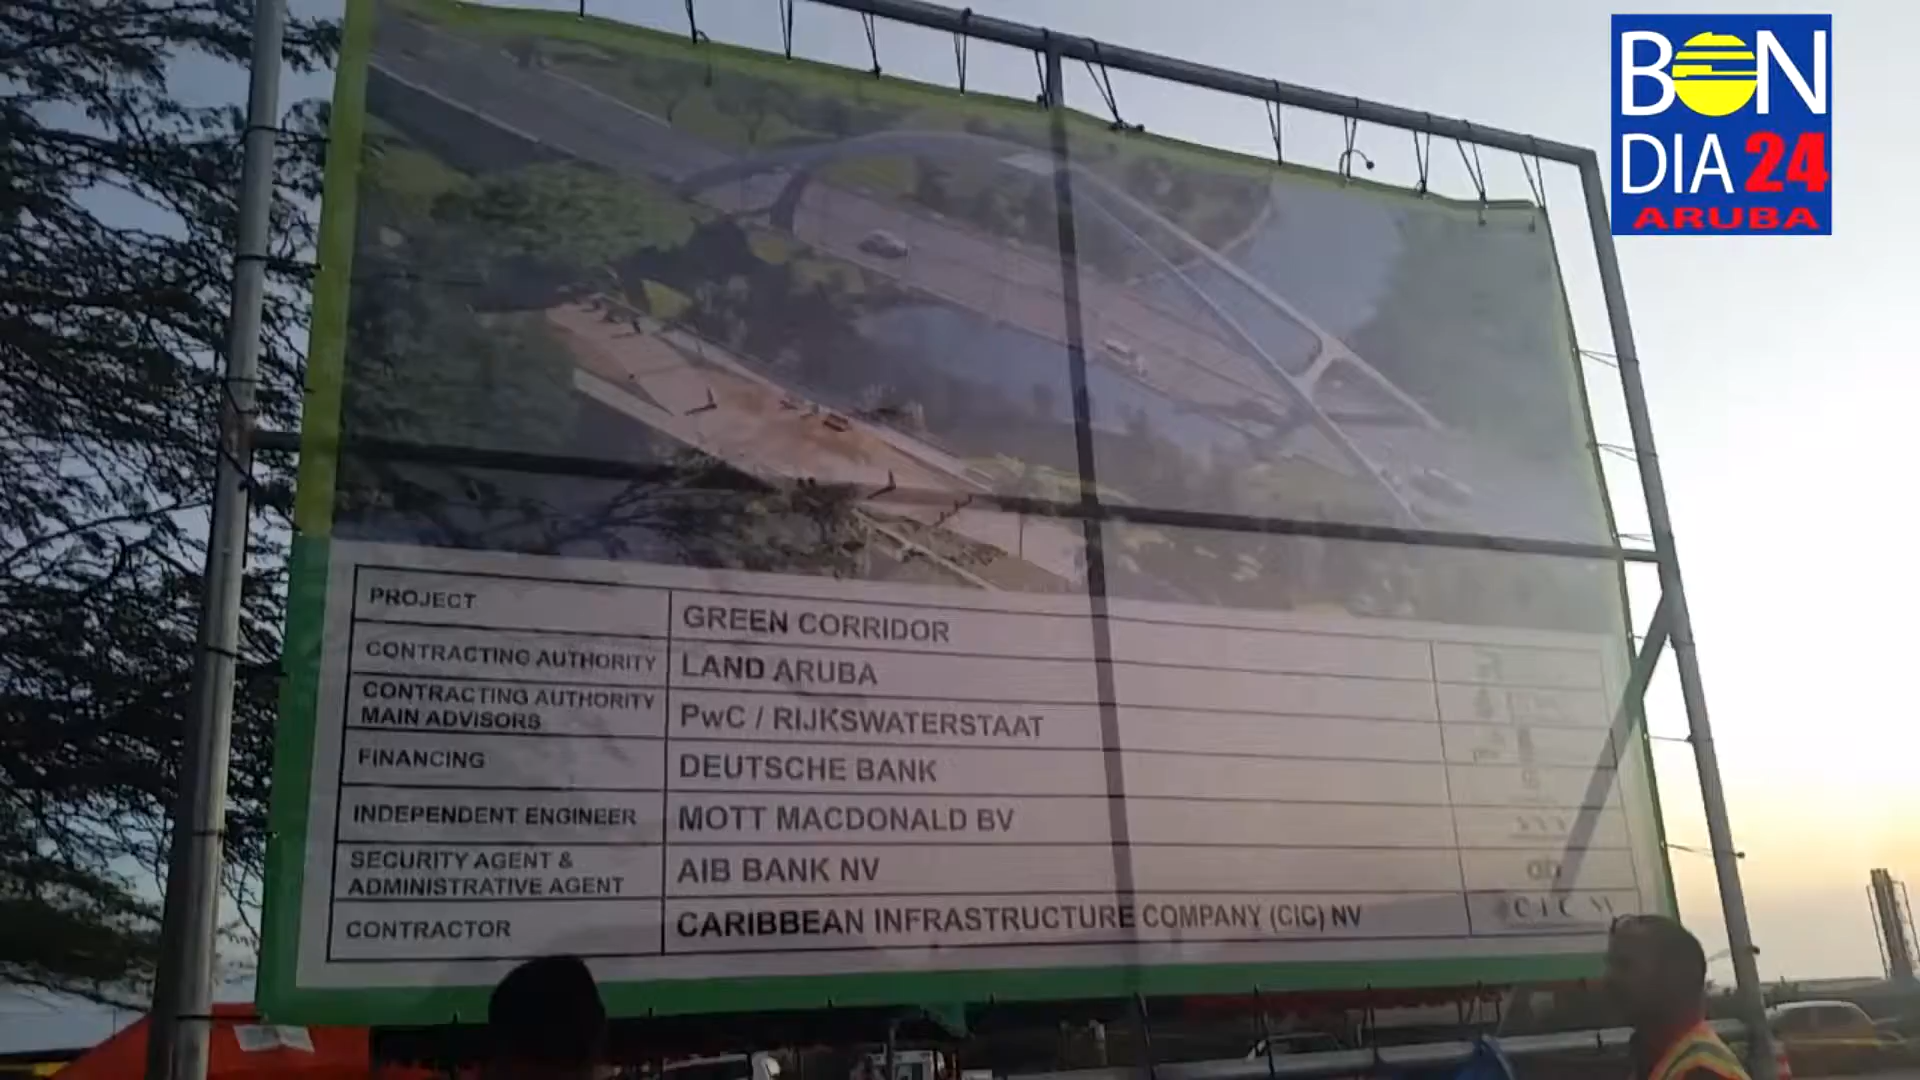 BON
DIA 24
ARUBA
PROJECT
GREEN CORRIDOR
CONTRACTING AUTHORITY
LAND ARUBA
CONTRACTING AUTHORITY
MAIN ADVISORS
PwC / RIJKSWATERSTAAT
FINANCING
DEUTSCHE BANK
INDEPENDENT ENGINEER
MOTT MACDONALD BV
SECURITY AGENT &
ADMINISTRATIVE AGENT
AIB BANK NV
CONTRACTOR
CARIBBEAN INFRASTRUCTURE COMPANY (CIC) NV